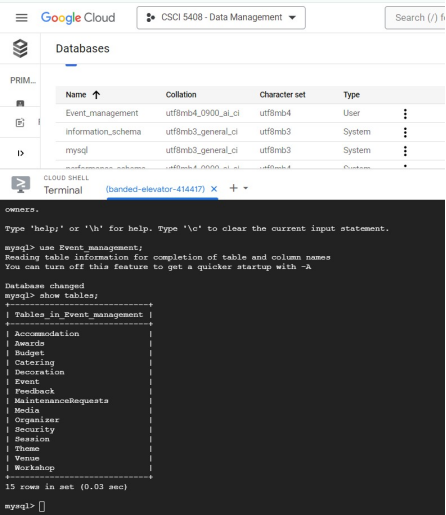 Google Cloud
CSCI 5408 - Data Management
Search (/) f
Databases
PRIM...
Name ↑ Collation Character set Type
Event_management utf8mb4_0900_ai_ci utf8mb4 User
information_schema utf8mb3_general_ci utf8mb3 System
mysql utf8mb3_general_ci utf8mb3 System
performance_schema utf8mb4_0900_ai_ci utf8mb4 System
CLOUD SHELL
Terminal (banded-elevator-414417) × + ▾
owners.
Type 'help;' or '\h' for help. Type '\c' to clear the current input statement.
mysql> use Event_management;
Reading table information for completion of table and column names
You can turn off this feature to get a quicker startup with -A
Database changed
mysql> show tables;
+----------------------------+
| Tables_in_Event_management |
+----------------------------+
| Accommodation |
| Awards |
| Budget |
| Catering |
| Decoration |
| Event |
| Feedback |
| MaintenanceRequests |
| Media |
| Organizer |
| Security |
| Session |
| Theme |
| Venue |
| Workshop |
+----------------------------+
15 rows in set (0.03 sec)
mysql>